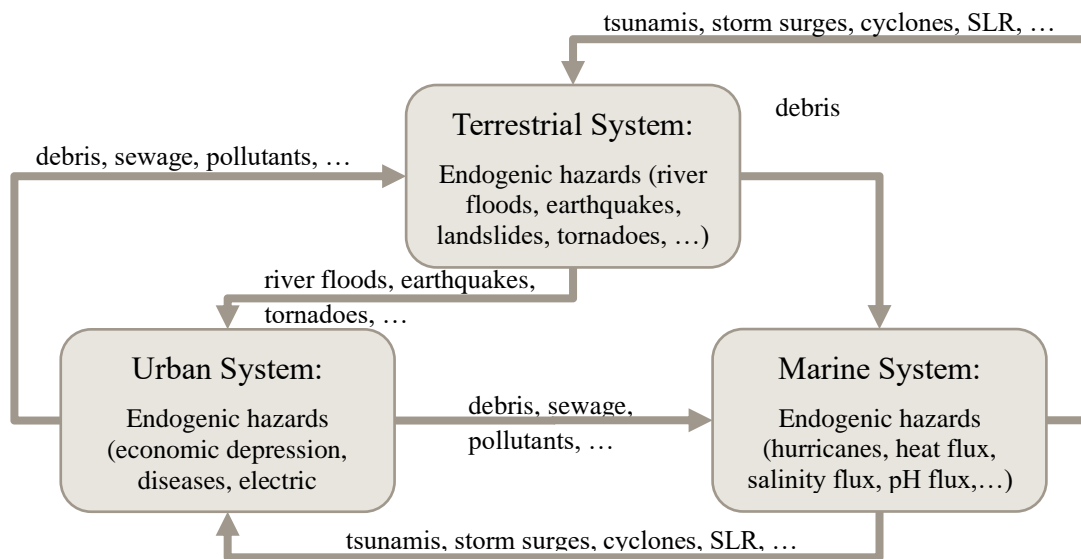 tsunamis, storm surges, cyclones, SLR, …
debris
Terrestrial System:
Endogenic hazards (river
floods, earthquakes,
landslides, tornadoes, …)
debris, sewage, pollutants, …
river floods, earthquakes,
tornadoes, …
Urban System:
Endogenic hazards
(economic depression,
diseases, electric
debris, sewage,
pollutants, …
Marine System:
Endogenic hazards
(hurricanes, heat flux,
salinity flux, pH flux,…)
tsunamis, storm surges, cyclones, SLR, …